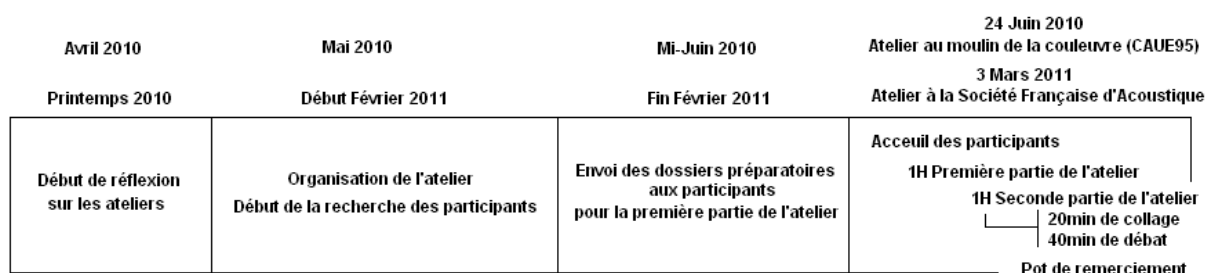 Avril 2010
Mai 2010
Mi-Juin 2010
24 Juin 2010
Atelier au moulin de la couleuvre (CAUE95)
Printemps 2010
Début Février 2011
Fin Février 2011
3 Mars 2011
Atelier à la Société Française d'Acoustique
Début de réflexion
sur les ateliers
Organisation de l'atelier
Début de la recherche des participants
Envoi des dossiers préparatoires
aux participants
pour la première partie de l'atelier
Acceuil des participants
1H Première partie de l'atelier
1H Seconde partie de l'atelier
20min de collage
40min de débat
Pot de remerciement